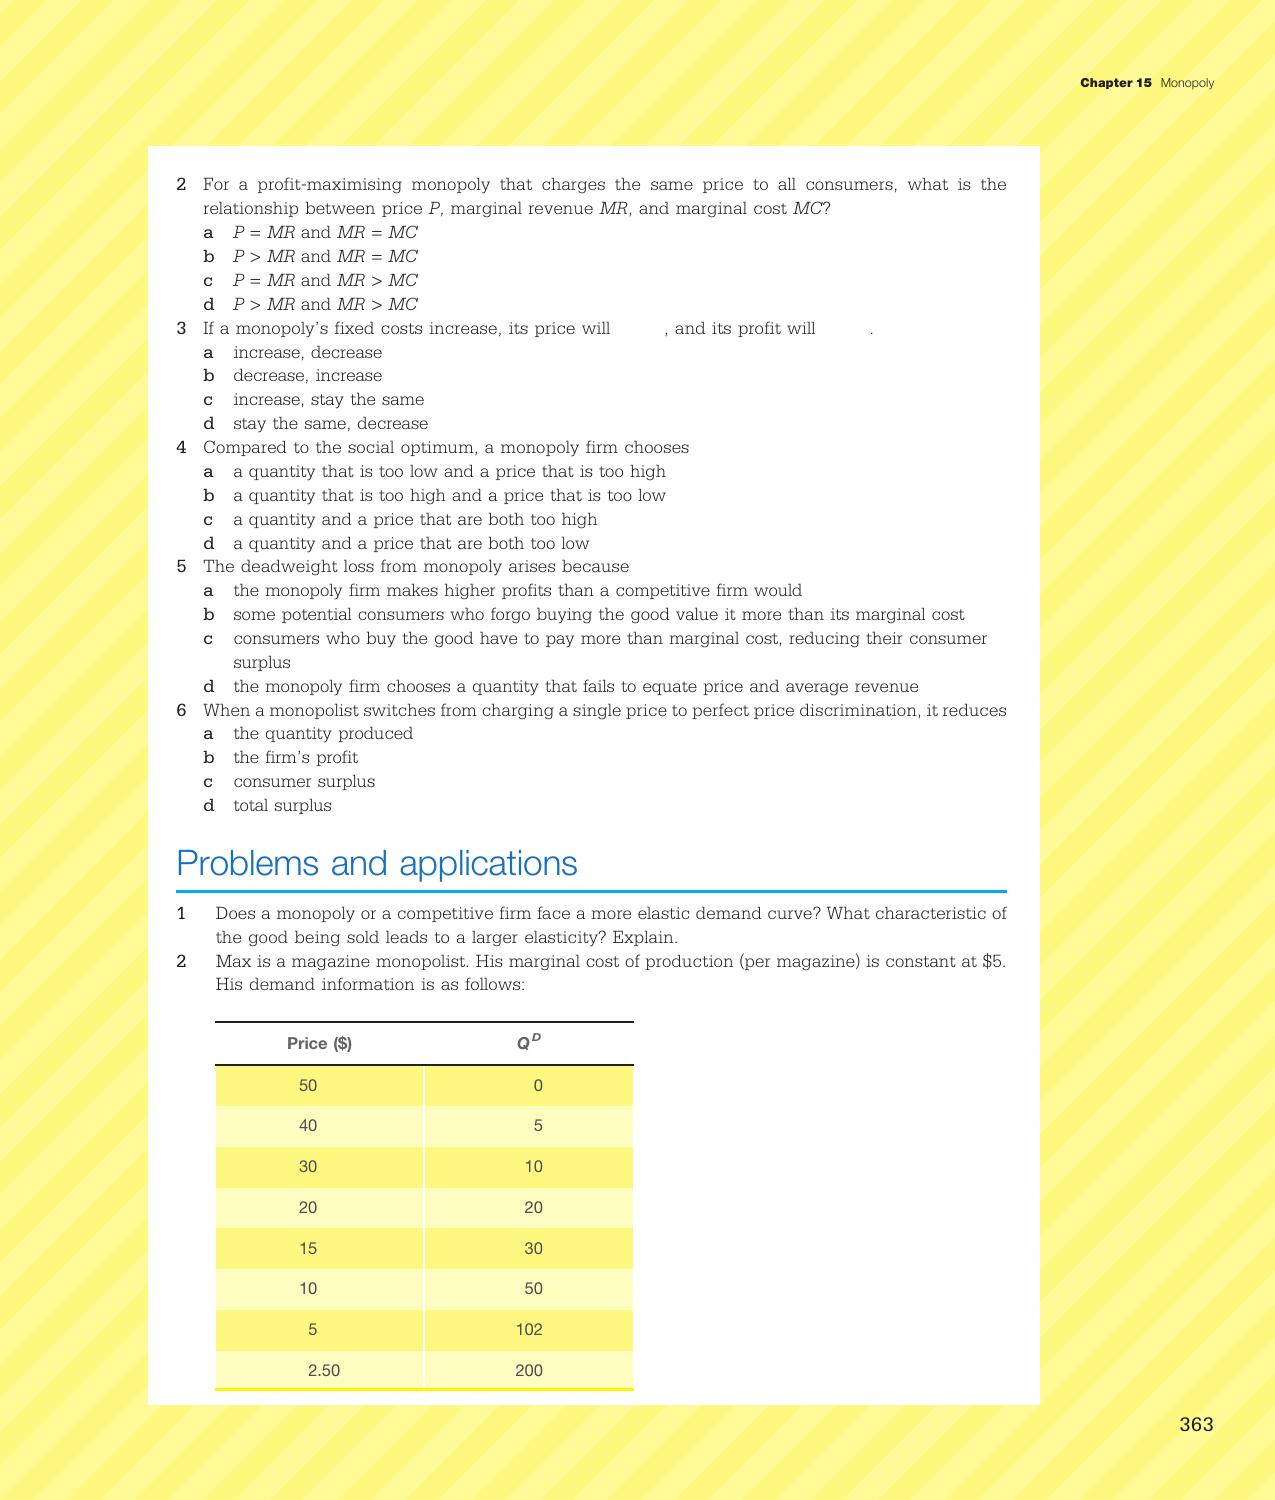 Chapter 15 Monopoly
2 For a profit-maximising monopoly that charges the same price to all consumers, what is the
relationship between price P, marginal revenue MR, and marginal cost MC?
a P = MR and MR = MC
b P > MR and MR = MC
c P = MR and MR > MC
d P > MR and MR > MC
3 If a monopoly's fixed costs increase, its price will , and its profit will .
a increase, decrease
b decrease, increase
c increase, stay the same
d stay the same, decrease
4 Compared to the social optimum, a monopoly firm chooses
a a quantity that is too low and a price that is too high
b a quantity that is too high and a price that is too low
c a quantity and a price that are both too high
d a quantity and a price that are both too low
5 The deadweight loss from monopoly arises because
a the monopoly firm makes higher profits than a competitive firm would
b some potential consumers who forgo buying the good value it more than its marginal cost
c consumers who buy the good have to pay more than marginal cost, reducing their consumer
surplus
d the monopoly firm chooses a quantity that fails to equate price and average revenue
6 When a monopolist switches from charging a single price to perfect price discrimination, it reduces
a the quantity produced
b the firm's profit
c consumer surplus
d total surplus
Problems and applications
1 Does a monopoly or a competitive firm face a more elastic demand curve? What characteristic of
the good being sold leads to a larger elasticity? Explain.
2 Max is a magazine monopolist. His marginal cost of production (per magazine) is constant at $5.
His demand information is as follows:
Price ($) Q^D
50 0
40 5
30 10
20 20
15 30
10 50
5 102
2.50 200
363